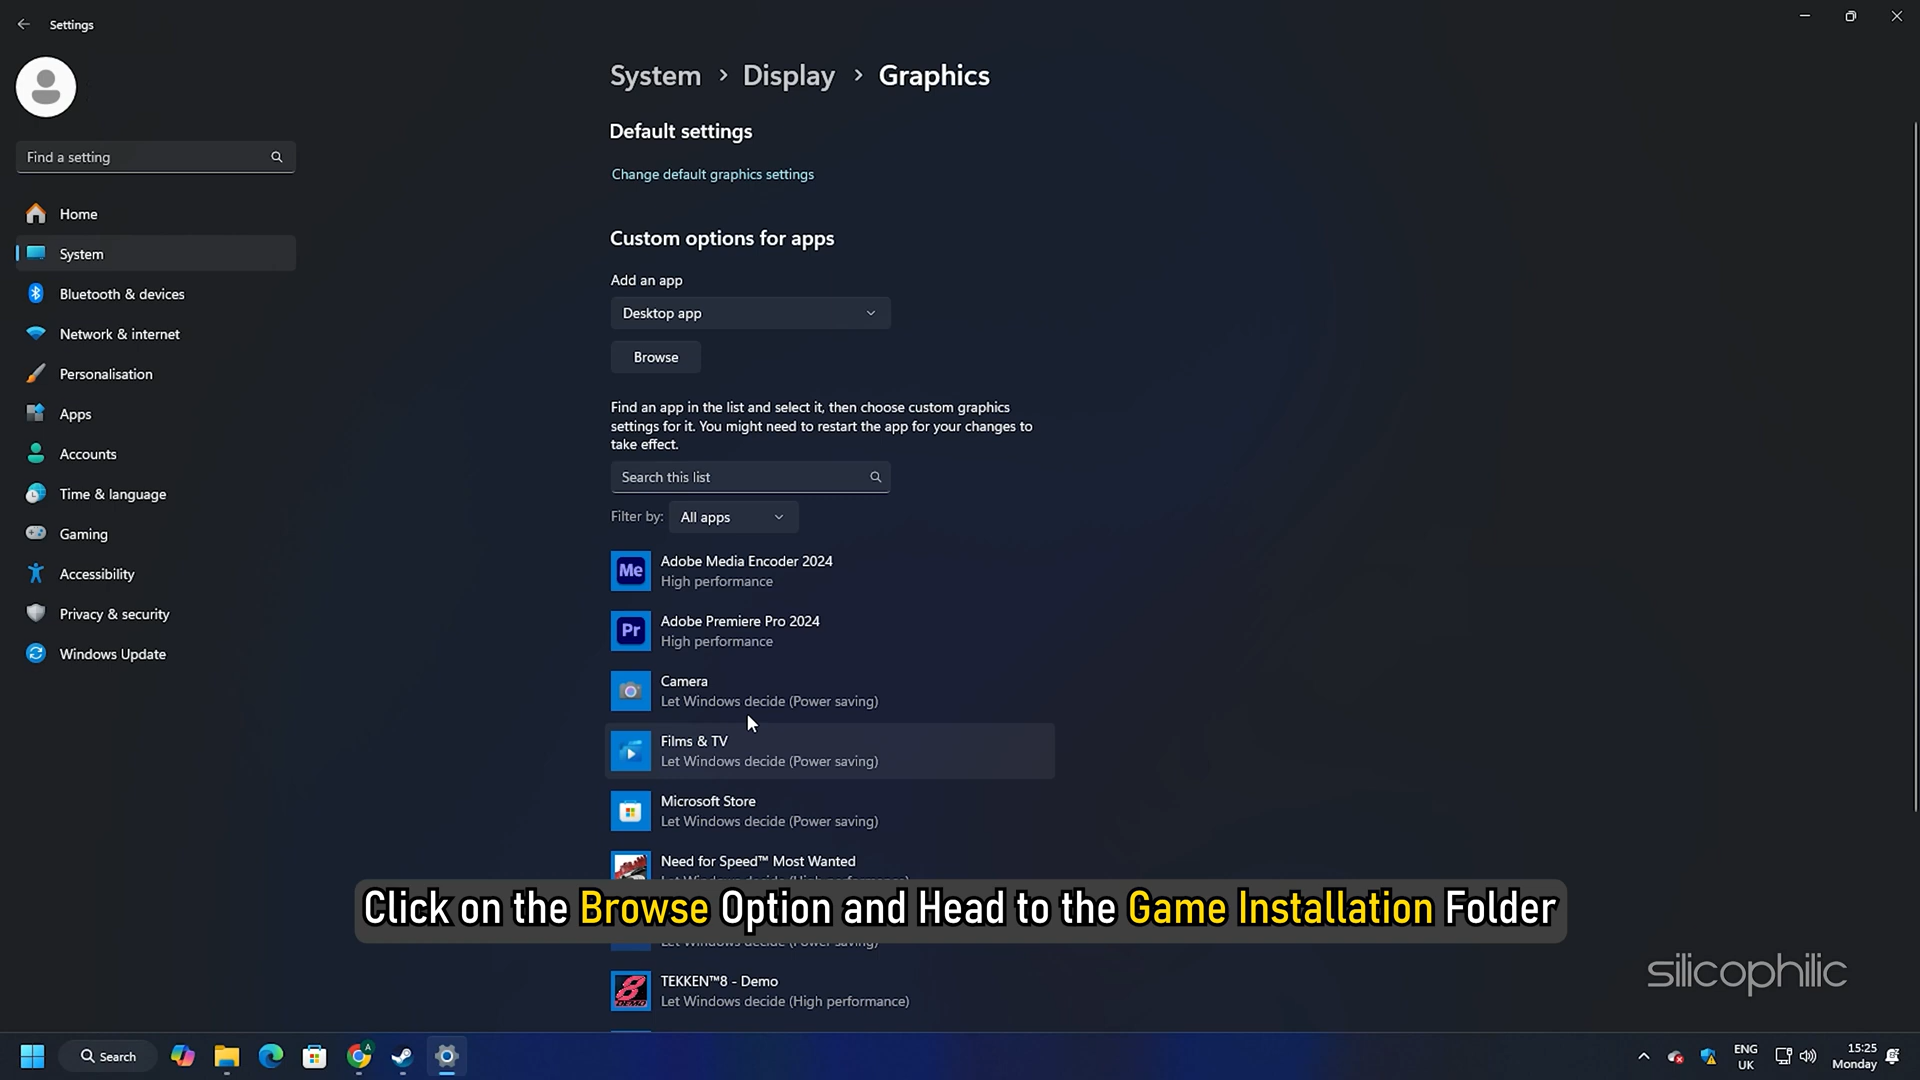 Settings
System > Display > Graphics
Default settings
Change default graphics settings
Find a setting
Home
System
Bluetooth & devices
Network & internet
Personalisation
Apps
Accounts
Time & language
Gaming
Accessibility
Privacy & security
Windows Update
Custom options for apps
Add an app
Desktop app
Browse
Find an app in the list and select it, then choose custom graphics
settings for it. You might need to restart the app for your changes to
take effect.
Search this list
Filter by: All apps
Me
Adobe Media Encoder 2024
High performance
Pr
Adobe Premiere Pro 2024
High performance
Camera
Let Windows decide (Power saving)
Films & TV
Let Windows decide (Power saving)
Microsoft Store
Let Windows decide (Power saving)
Need for Speed™ Most Wanted
Click on the Browse Option and Head to the Game Installation Folder
8
DEMO
TEKKEN™8 - Demo
Let Windows decide (High performance)
silicophilic
Search
A
ENG
UK
15:25
Monday